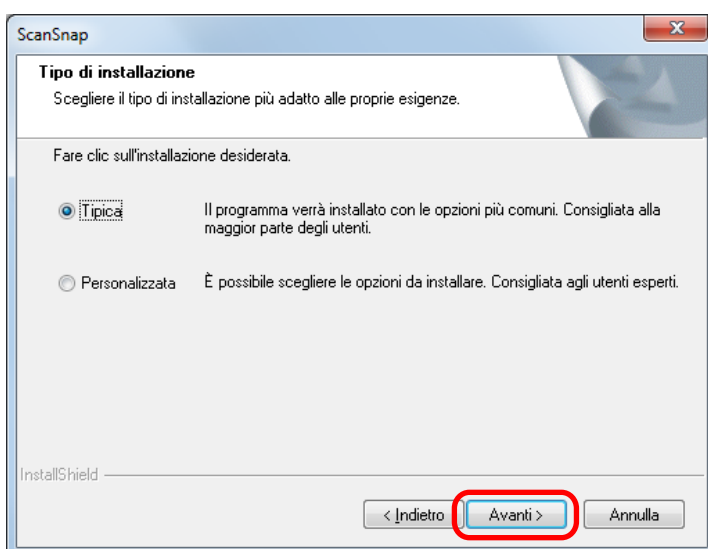 ScanSnap
Tipo di installazione
Scegliere il tipo di installazione più adatto alle proprie esigenze.
Fare clic sull'installazione desiderata.
Tipica
Il programma verrà installato con le opzioni più comuni. Consigliata alla
maggior parte degli utenti.
Personalizzata
È possibile scegliere le opzioni da installare. Consigliata agli utenti esperti.
InstallShield
< Indietro
Avanti >
Annulla